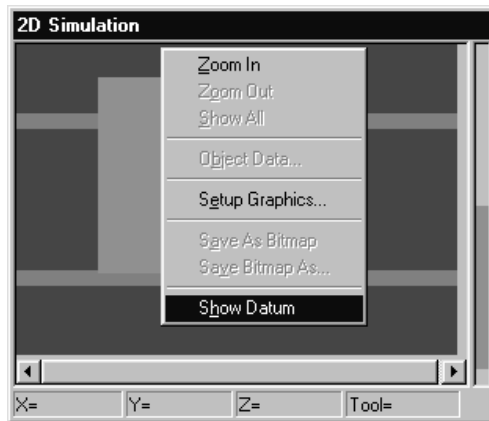 2D Simulation
Zoom In
Zoom Out
Show All
Object Data...
Setup Graphics...
Save As Bitmap
Save Bitmap As...
Show Datum
X= Y= Z= Tool=